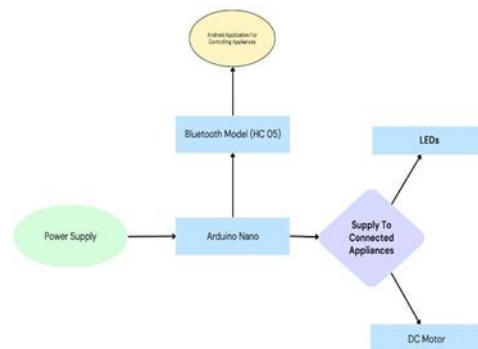 Android Application For
Controlling Appliances
Bluetooth Model (HC 05)
LEDs
Power Supply
Arduino Nano
Supply To
Connected
Appliances
DC Motor